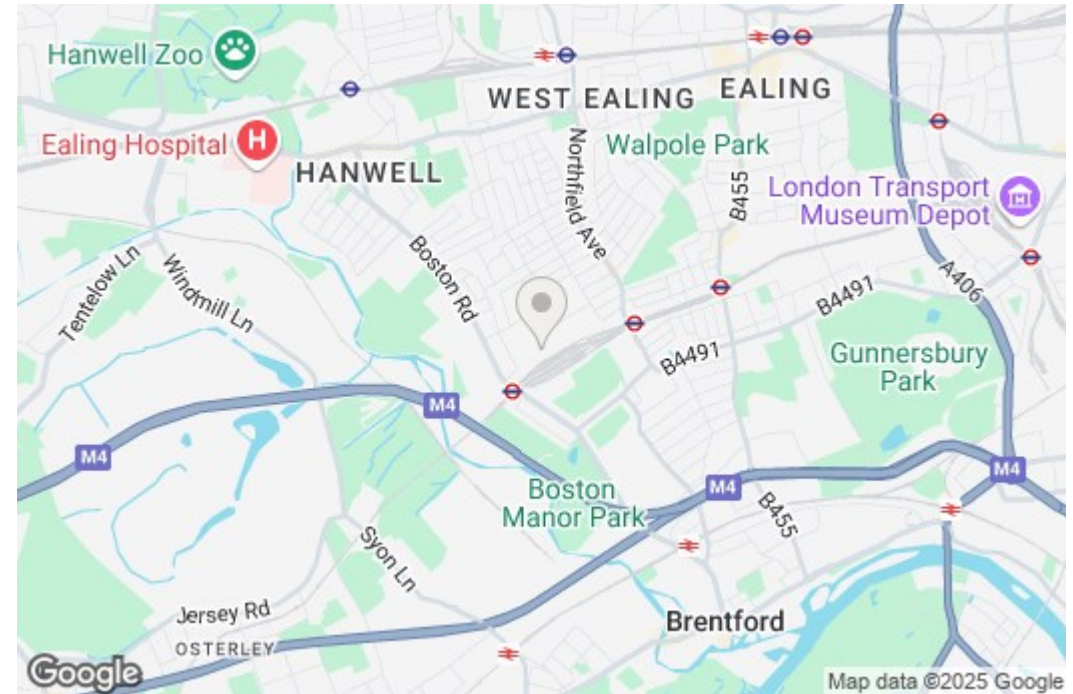 Hanwell Zoo
WEST EALING
EALING
Ealing Hospital
H
HANWELL
Northfield Ave
Walpole Park
B455
London Transport
Museum Depot
Tentelow Ln
Windmill Ln
Boston Rd
A406
B4491
B4491
Gunnersbury
Park
M4
M4
M4
M4
Boston
Manor Park
B455
Syon Ln
Jersey Rd
OSTERLEY
Brentford
Google
Map data ©2025 Google